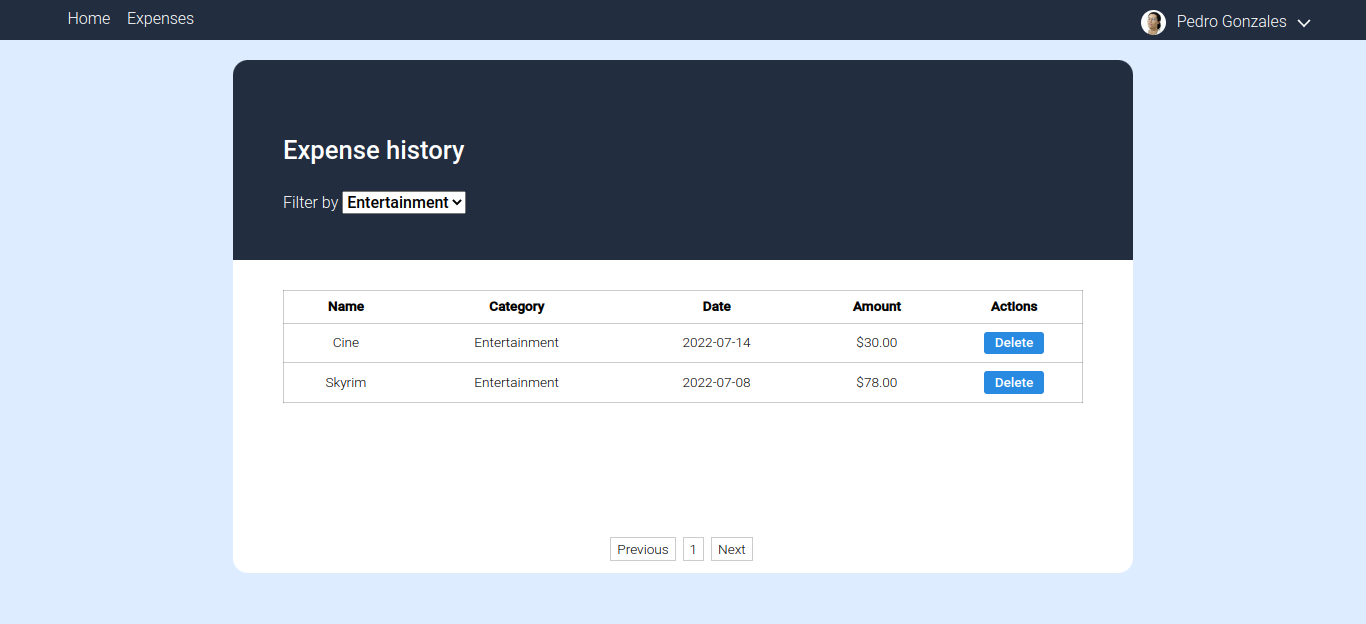 Home Expenses Pedro Gonzales
Expense history
Filter by Entertainment
Name Category Date Amount Actions
Cine Entertainment 2022-07-14 $30.00 Delete
Skyrim Entertainment 2022-07-08 $78.00 Delete
Previous 1 Next